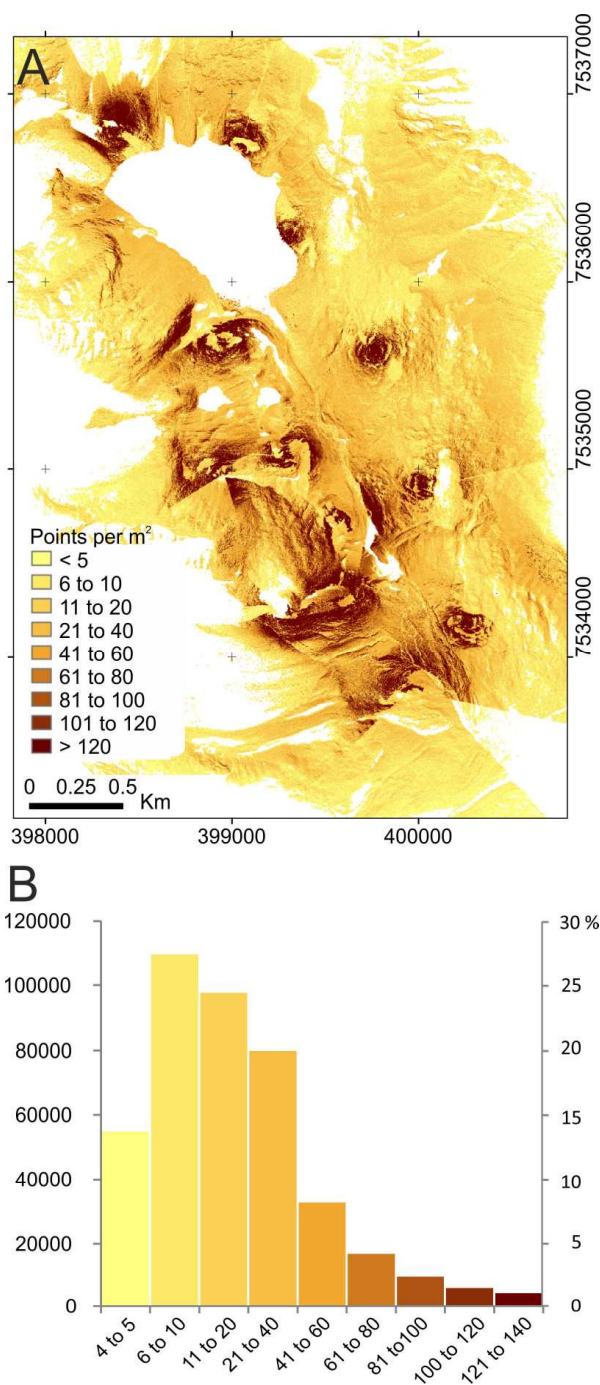 A
7537000
7536000
7535000
7534000
Points per m²
< 5
6 to 10
11 to 20
21 to 40
41 to 60
61 to 80
81 to 100
101 to 120
> 120
0 0.25 0.5
Km
398000 399000 400000
B
120000
100000
80000
60000
40000
20000
0
30 %
25
20
15
10
5
0
4 to 5
6 to 10
11 to 20
21 to 40
41 to 60
61 to 80
81 to100
100 to 120
121 to 140